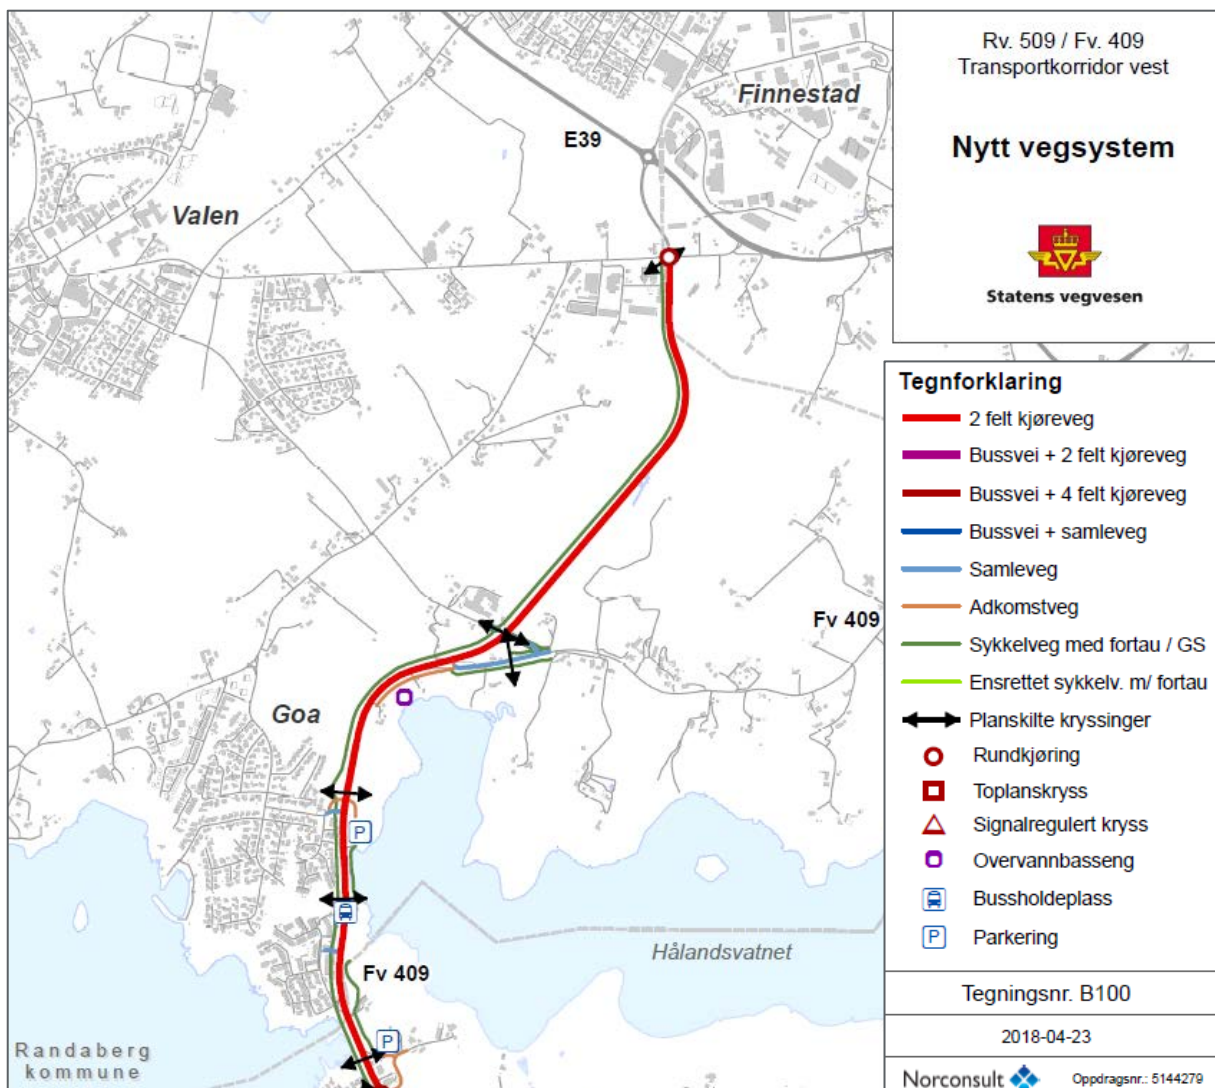 Finnestad
E39
Valen
Fv 409
Goa
P
Hålandsvatnet
Fv 409
P
Randaberg
kommune
Rv. 509 / Fv. 409
Transportkorridor vest
Nytt vegsystem
Statens vegvesen
Tegnforklaring
2 felt kjøreveg
Bussvei + 2 felt kjøreveg
Bussvei + 4 felt kjøreveg
Bussvei + samleveg
Samleveg
Adkomstveg
Sykkelveg med fortau / GS
Ensrettet sykkelv. m/ fortau
Planskilte kryssinger
Rundkjøring
Toplanskryss
Signalregulert kryss
Overvannbasseng
Bussholdeplass
P Parkering
Tegningsnr. B100
2018-04-23
Norconsult Oppdragsnr.: 5144279